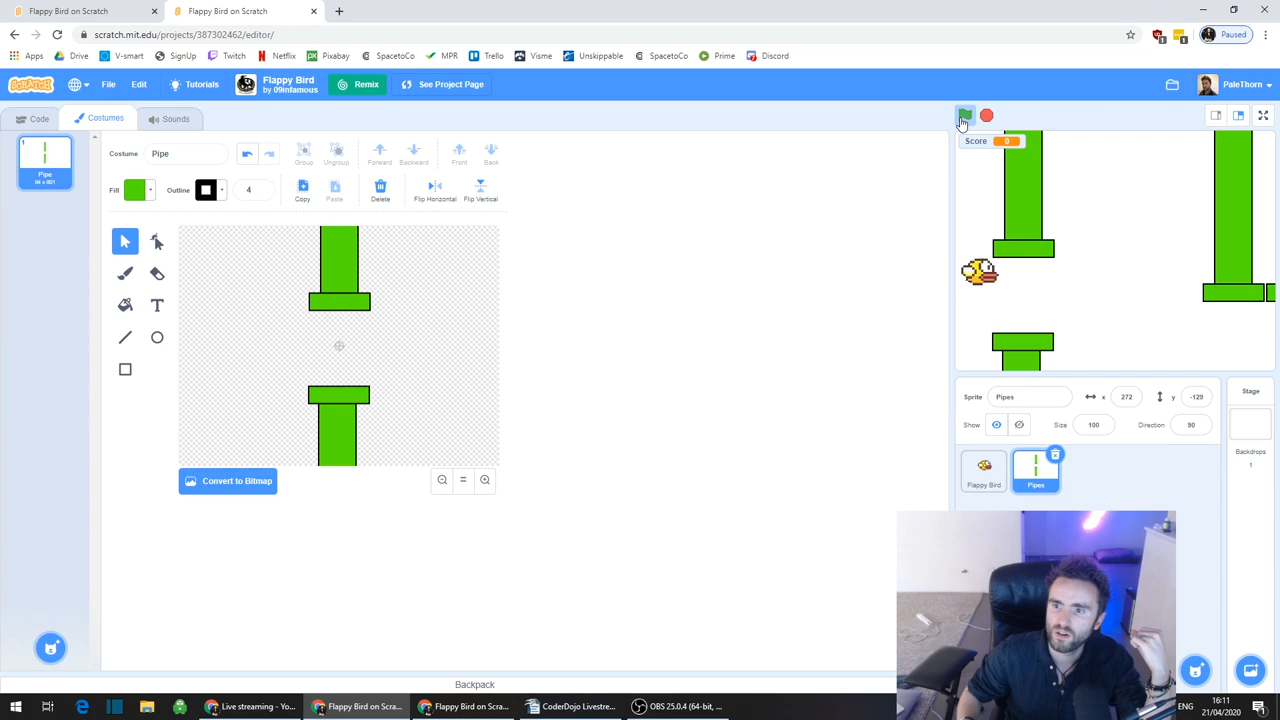 Flappy Bird on Scratch
Flappy Bird on Scratch
scratch.mit.edu/projects/387302462/editor/
Paused
Apps
Drive
V-smart
SignUp
Twitch
Netflix
Pixabay
SpacetoCo
MPR
Trello
Visme
Unskippable
SpacetoCo
Prime
Discord
SCRATCH
File
Edit
Tutorials
Flappy Bird
by 09infamous
Remix
See Project Page
PaleThorn
Code
Costumes
Sounds
1
Pipe
94 x 801
Costume
Pipe
Group
Ungroup
Forward
Backward
Front
Back
Fill
Outline
4
Copy
Paste
Delete
Flip Horizontal
Flip Vertical
Convert to Bitmap
Score
0
Sprite
Pipes
x
272
y
-129
Show
Size
100
Direction
90
Stage
Backdrops
1
Flappy Bird
Pipes
Backpack
Live streaming - Yo...
Flappy Bird on Scra...
Flappy Bird on Scra...
CoderDojo Livestre...
OBS 25.0.4 (64-bit, ...
ENG
16:11
21/04/2020